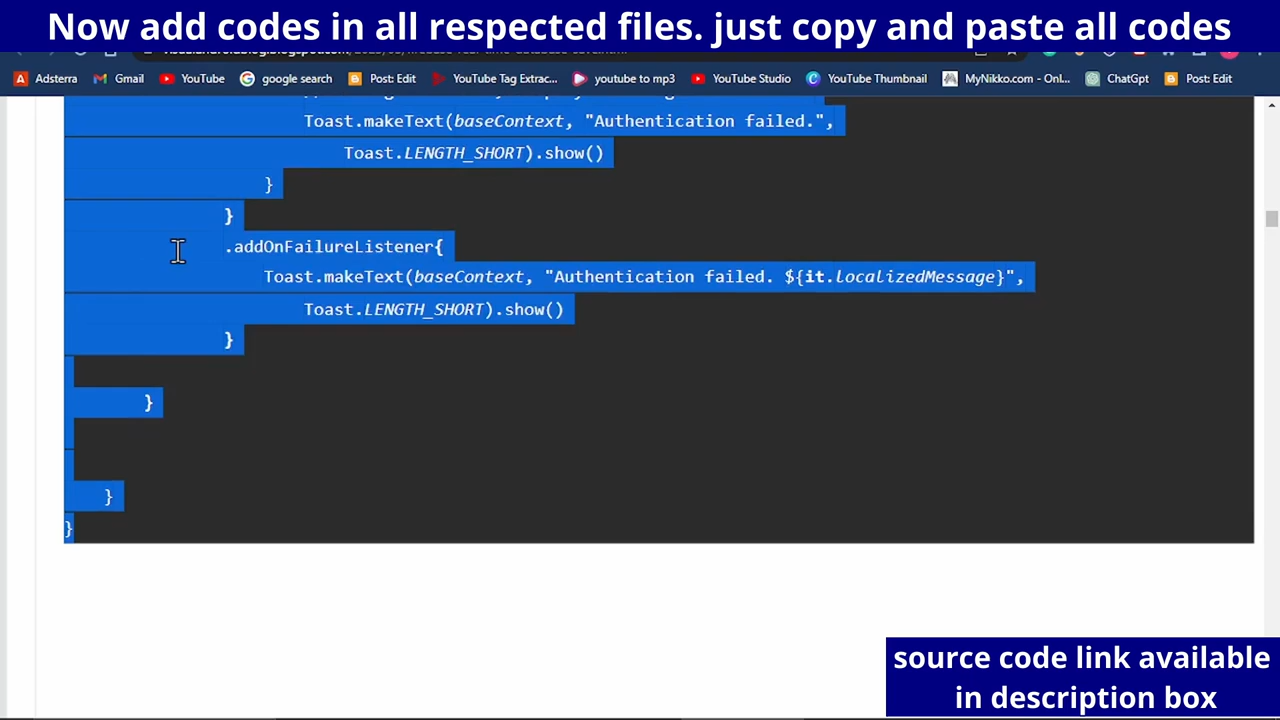 Now add codes in all respected files. just copy and paste all codes
Adsterra Gmail YouTube google search Post: Edit YouTube Tag Extrac... youtube to mp3 YouTube Studio YouTube Thumbnail MyNikko.com - Onl... ChatGpt Post: Edit
Toast.makeText(baseContext, "Authentication failed.",
Toast.LENGTH_SHORT).show()
}
}
.addOnFailureListener{
Toast.makeText(baseContext, "Authentication failed. ${it.localizedMessage}",
Toast.LENGTH_SHORT).show()
}
}
}
}
source code link available
in description box